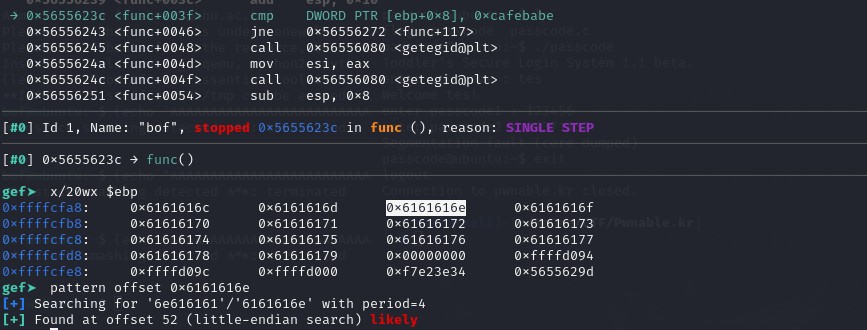 → 0×5655623c <func+003f>       cmp    DWORD PTR [ebp+0×8], 0×cafebabe
0×56556243 <func+0046>       jne    0×56556272 <func+117>
0×56556245 <func+0048>       call   0×56556080 <getegid@plt>
0×5655624a <func+004d>       mov    esi, eax
0×5655624c <func+004f>       call   0×56556080 <getegid@plt>
0×56556251 <func+0054>       sub    esp, 0×8
[#0] Id 1, Name: "bof", stopped 0×5655623c in func (), reason: SINGLE STEP
[#0] 0×5655623c → func()
gef➤  x/20wx $ebp
0×ffffcfa8:     0×6161616c      0×6161616d      0×6161616e      0×6161616f
0×ffffcfb8:     0×61616170      0×61616171      0×61616172      0×61616173
0×ffffcfc8:     0×61616174      0×61616175      0×61616176      0×61616177
0×ffffcfd8:     0×61616178      0×61616179      0×00000000      0×ffffd094
0×ffffcfe8:     0×ffffd09c      0×ffffd000      0×f7e23e34      0×5655629d
gef➤  pattern offset 0×6161616e
[+] Searching for '6e616161'/'6161616e' with period=4
[+] Found at offset 52 (little-endian search) likely